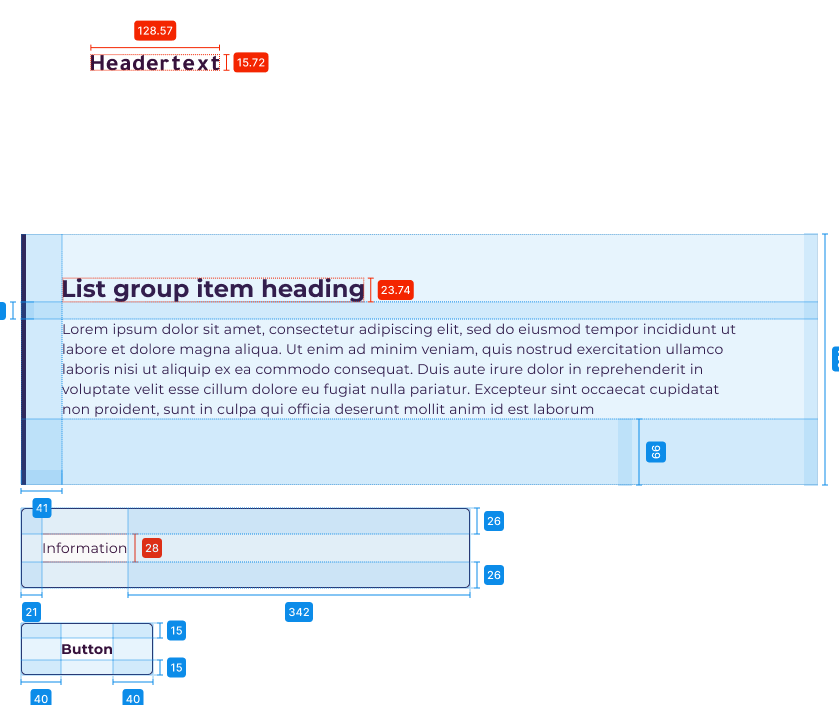 128.57
Headertext 15.72
List group item heading 23.74
Lorem ipsum dolor sit amet, consectetur adipiscing elit, sed do eiusmod tempor incididunt ut
labore et dolore magna aliqua. Ut enim ad minim veniam, quis nostrud exercitation ullamco
laboris nisi ut aliquip ex ea commodo consequat. Duis aute irure dolor in reprehenderit in
voluptate velit esse cillum dolore eu fugiat nulla pariatur. Excepteur sint occaecat cupidatat
non proident, sunt in culpa qui officia deserunt mollit anim id est laborum
66
41
26
Information 28
26
21 342
15
Button
15
40 40